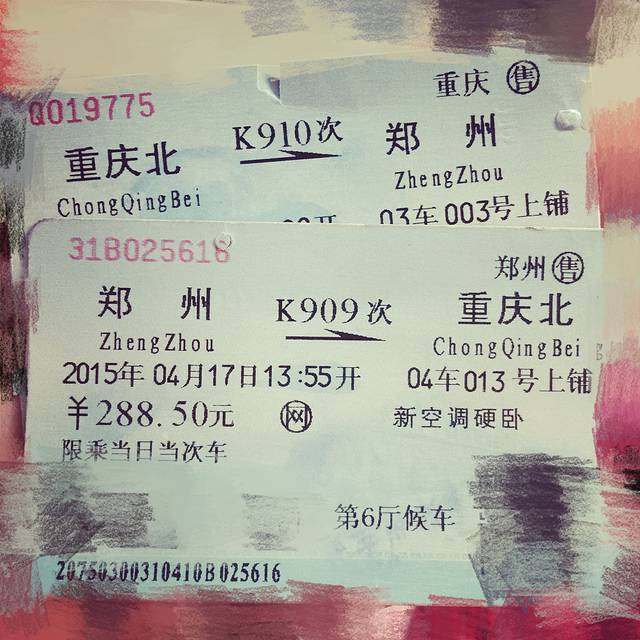 Q019775 重庆 售
重庆北 K910次 郑州
ChongQingBei ZhengZhou
开 03车003号上铺
31B025616 郑州 售
郑州 K909次 重庆北
ZhengZhou ChongQingBei
2015年04月17日13:55开 04车013号上铺
¥288.50元 网 新空调硬卧
限乘当日当次车
第6厅候车
20750300310410B025616